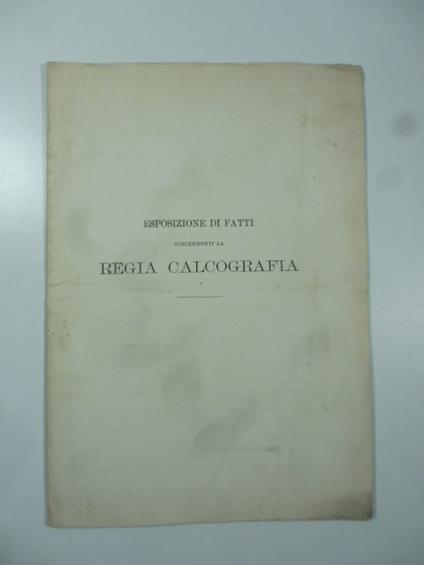 ESPOSIZIONE DI FATTI
CONCERNENTI LA
REGIA CALCOGRAFIA